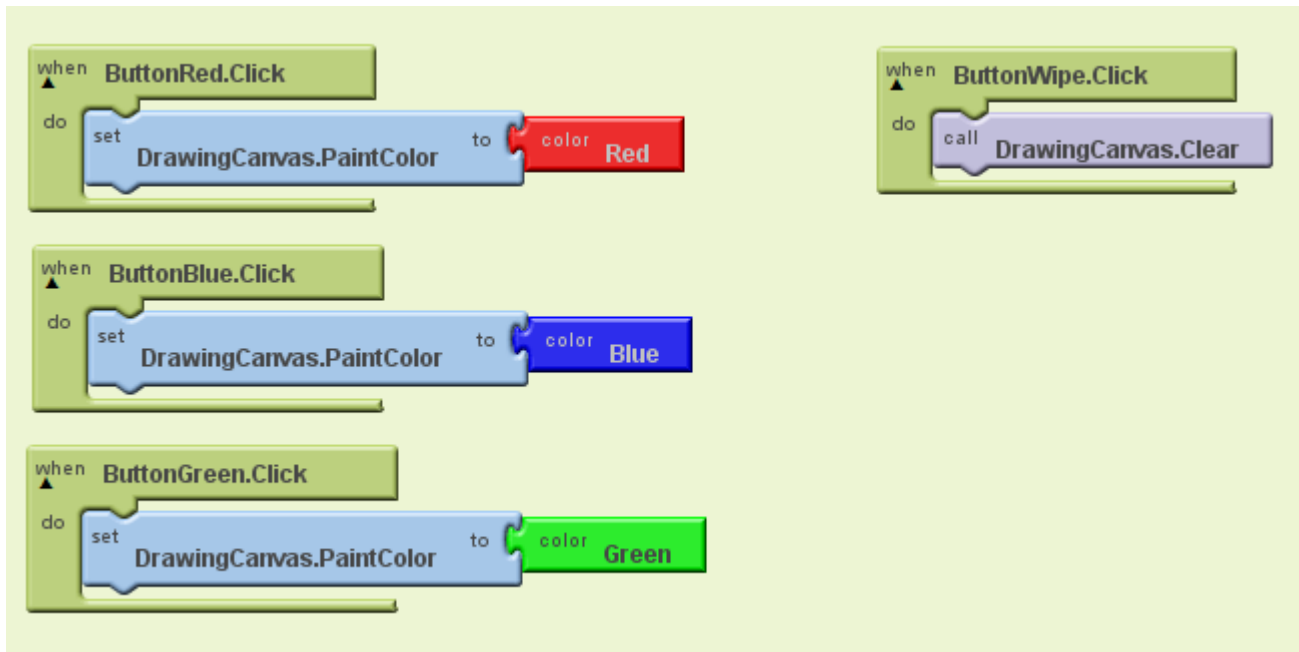 when ButtonRed.Click
do set DrawingCanvas.PaintColor to color Red
when ButtonWipe.Click
do call DrawingCanvas.Clear
when ButtonBlue.Click
do set DrawingCanvas.PaintColor to color Blue
when ButtonGreen.Click
do set DrawingCanvas.PaintColor to color Green